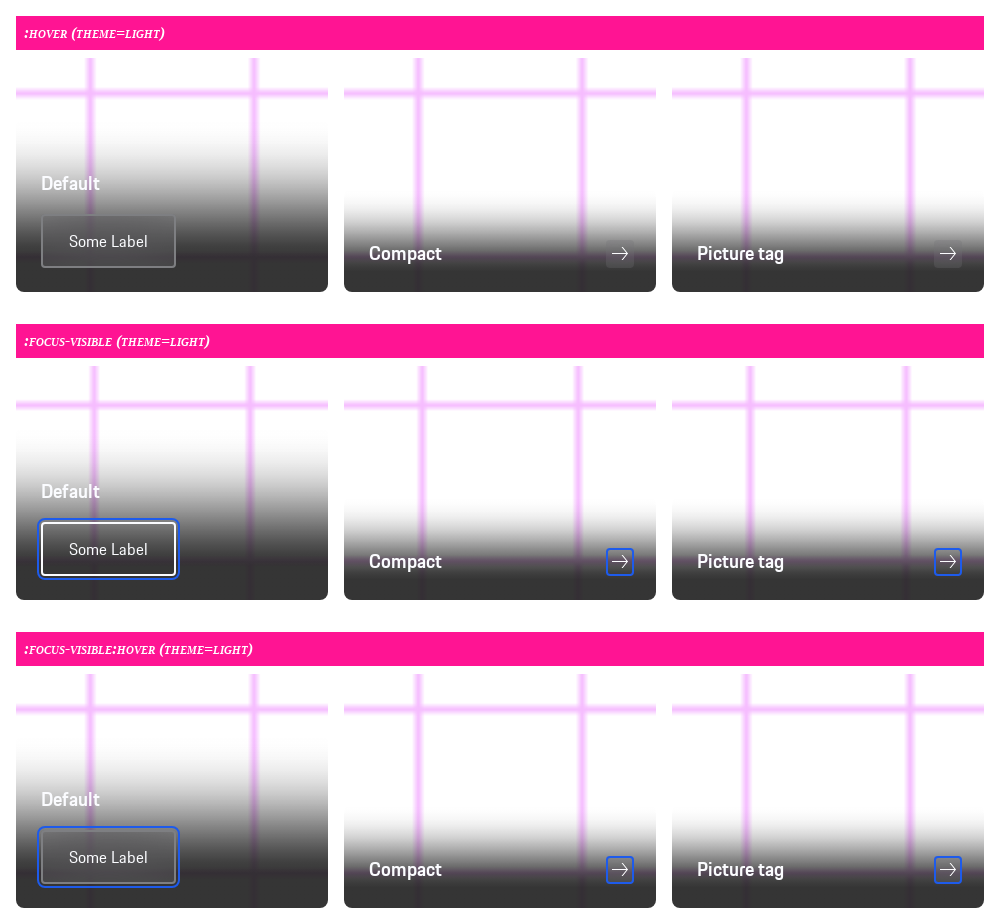 :hover (theme=light)
Default
Some Label
Compact
Picture tag
:focus-visible (theme=light)
Default
Some Label
Compact
Picture tag
:focus-visible:hover (theme=light)
Default
Some Label
Compact
Picture tag